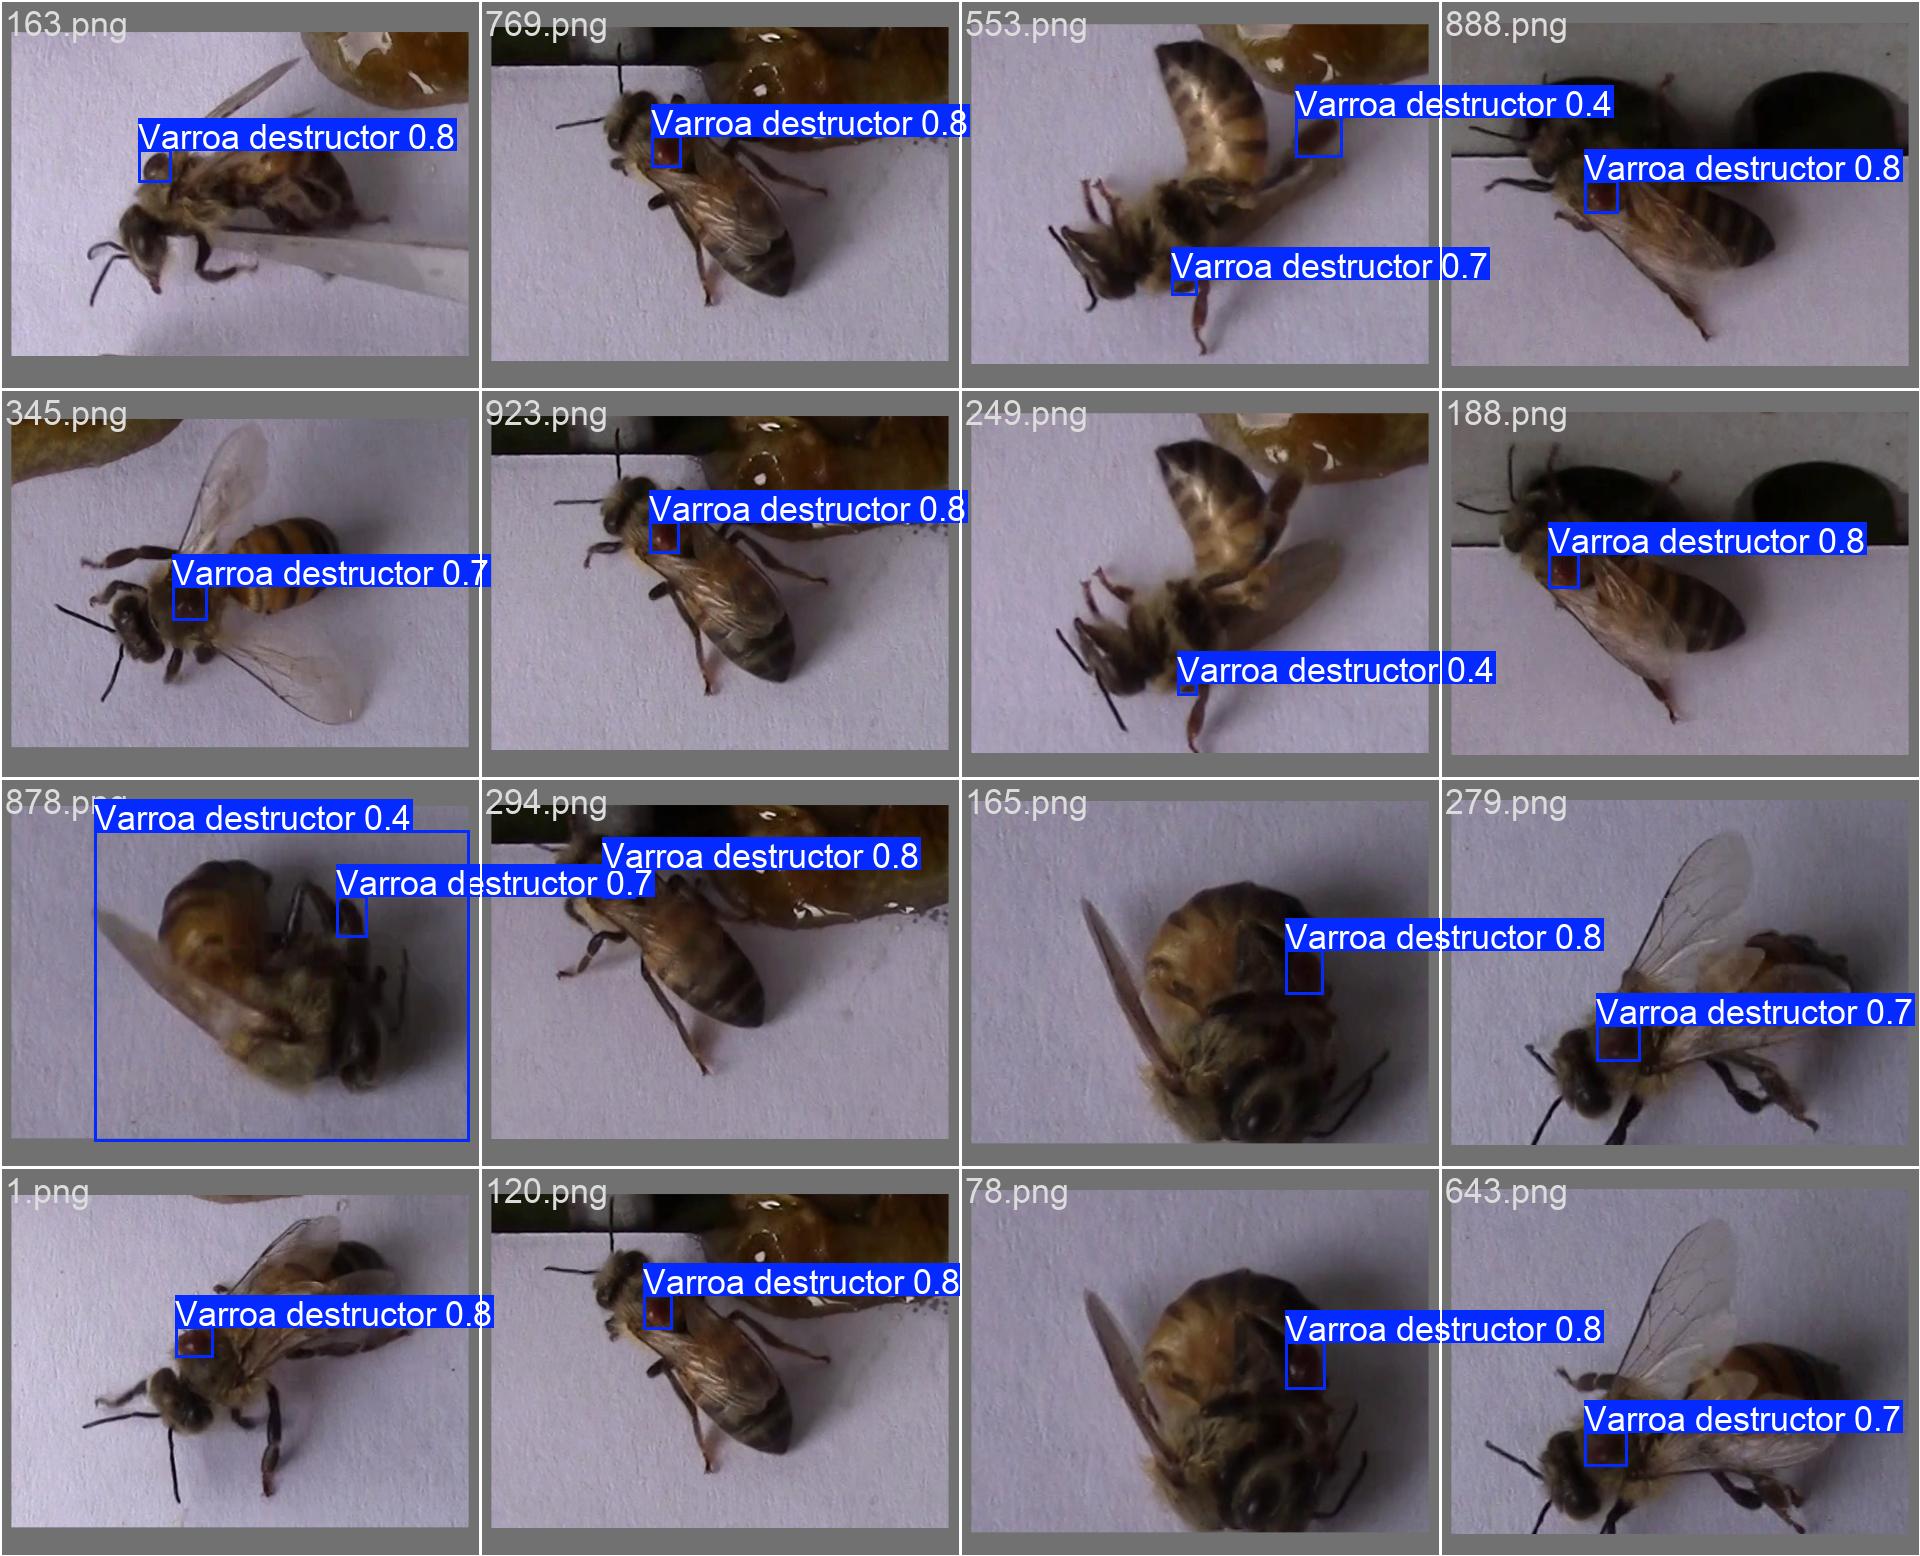 163.png
769.png
553.png
888.png
Varroa destructor 0.8
Varroa destructor 0.8
Varroa destructor 0.4
Varroa destructor 0.8
Varroa destructor 0.7
345.png
923.png
249.png
188.png
Varroa destructor 0.7
Varroa destructor 0.8
Varroa destructor 0.4
Varroa destructor 0.8
878.png
294.png
165.png
279.png
Varroa destructor 0.4
Varroa destructor 0.7
Varroa destructor 0.8
Varroa destructor 0.8
Varroa destructor 0.7
1.png
120.png
78.png
643.png
Varroa destructor 0.8
Varroa destructor 0.8
Varroa destructor 0.8
Varroa destructor 0.7